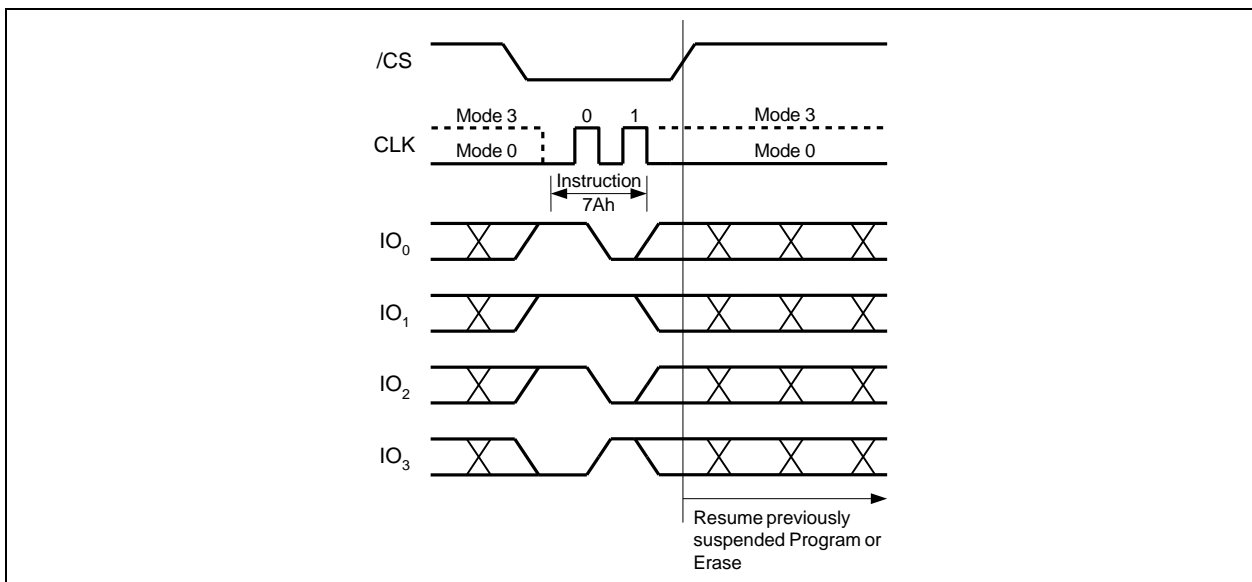 /CS
Mode 3 0 1 Mode 3
CLK
Mode 0 Mode 0
Instruction
7Ah
IO0
IO1
IO2
IO3
Resume previously
suspended Program or
Erase